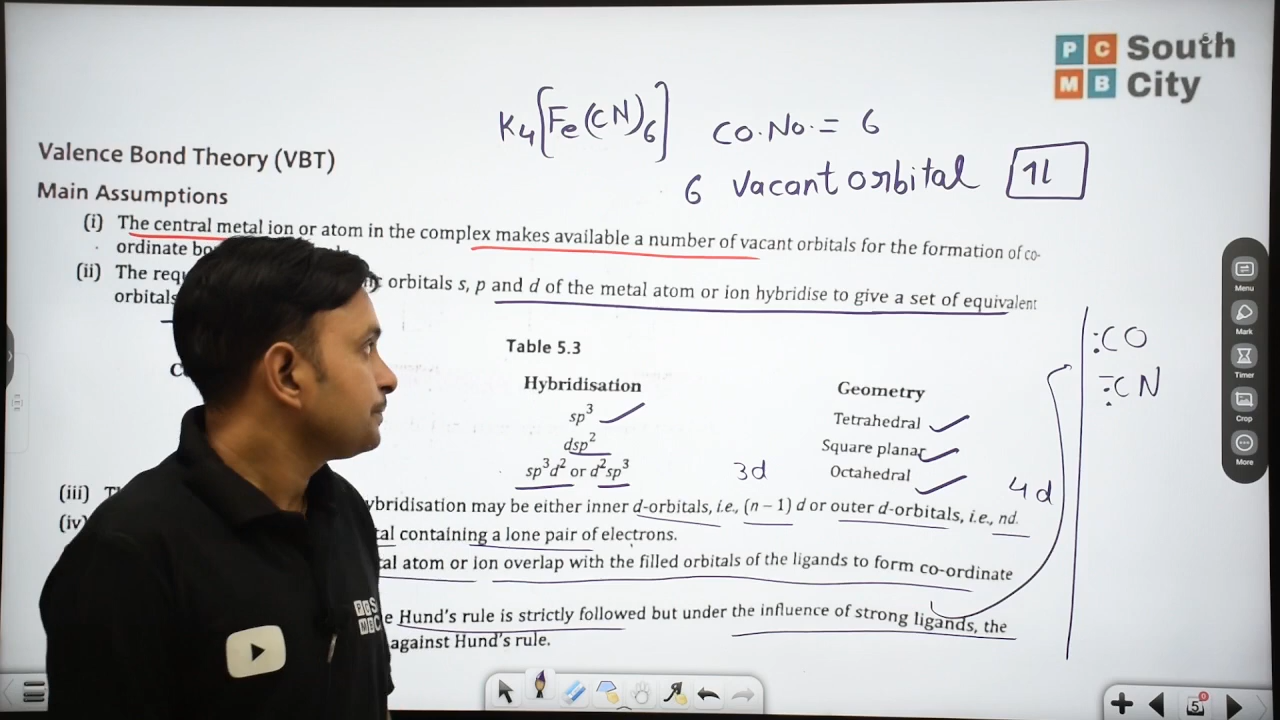 P C
M B
South
City
K4[Fe(CN)6] CO.No. = 6
6 vacant orbital 1l
Valence Bond Theory (VBT)
Main Assumptions
(i) The central metal ion or atom in the complex makes available a number of vacant orbitals for the formation of co-
ordinate
(ii) The orbitals s, p and d of the metal atom or ion hybridise to give a set of equivalent
orbitals
Table 5.3
Hybridisation Geometry
sp3 Tetrahedral
dsp2 Square planar
sp3d2 or d2sp3 3d Octahedral 4d
(iii) hybridisation may be either inner d-orbitals, i.e., (n – 1) d or outer d-orbitals, i.e., nd.
(iv) containing a lone pair of electrons.
atom or ion overlap with the filled orbitals of the ligands to form co-ordinate
Hund's rule is strictly followed but under the influence of strong ligands, the
against Hund's rule.
:CO
:CN
Menu
Mark
Timer
Crop
More
5